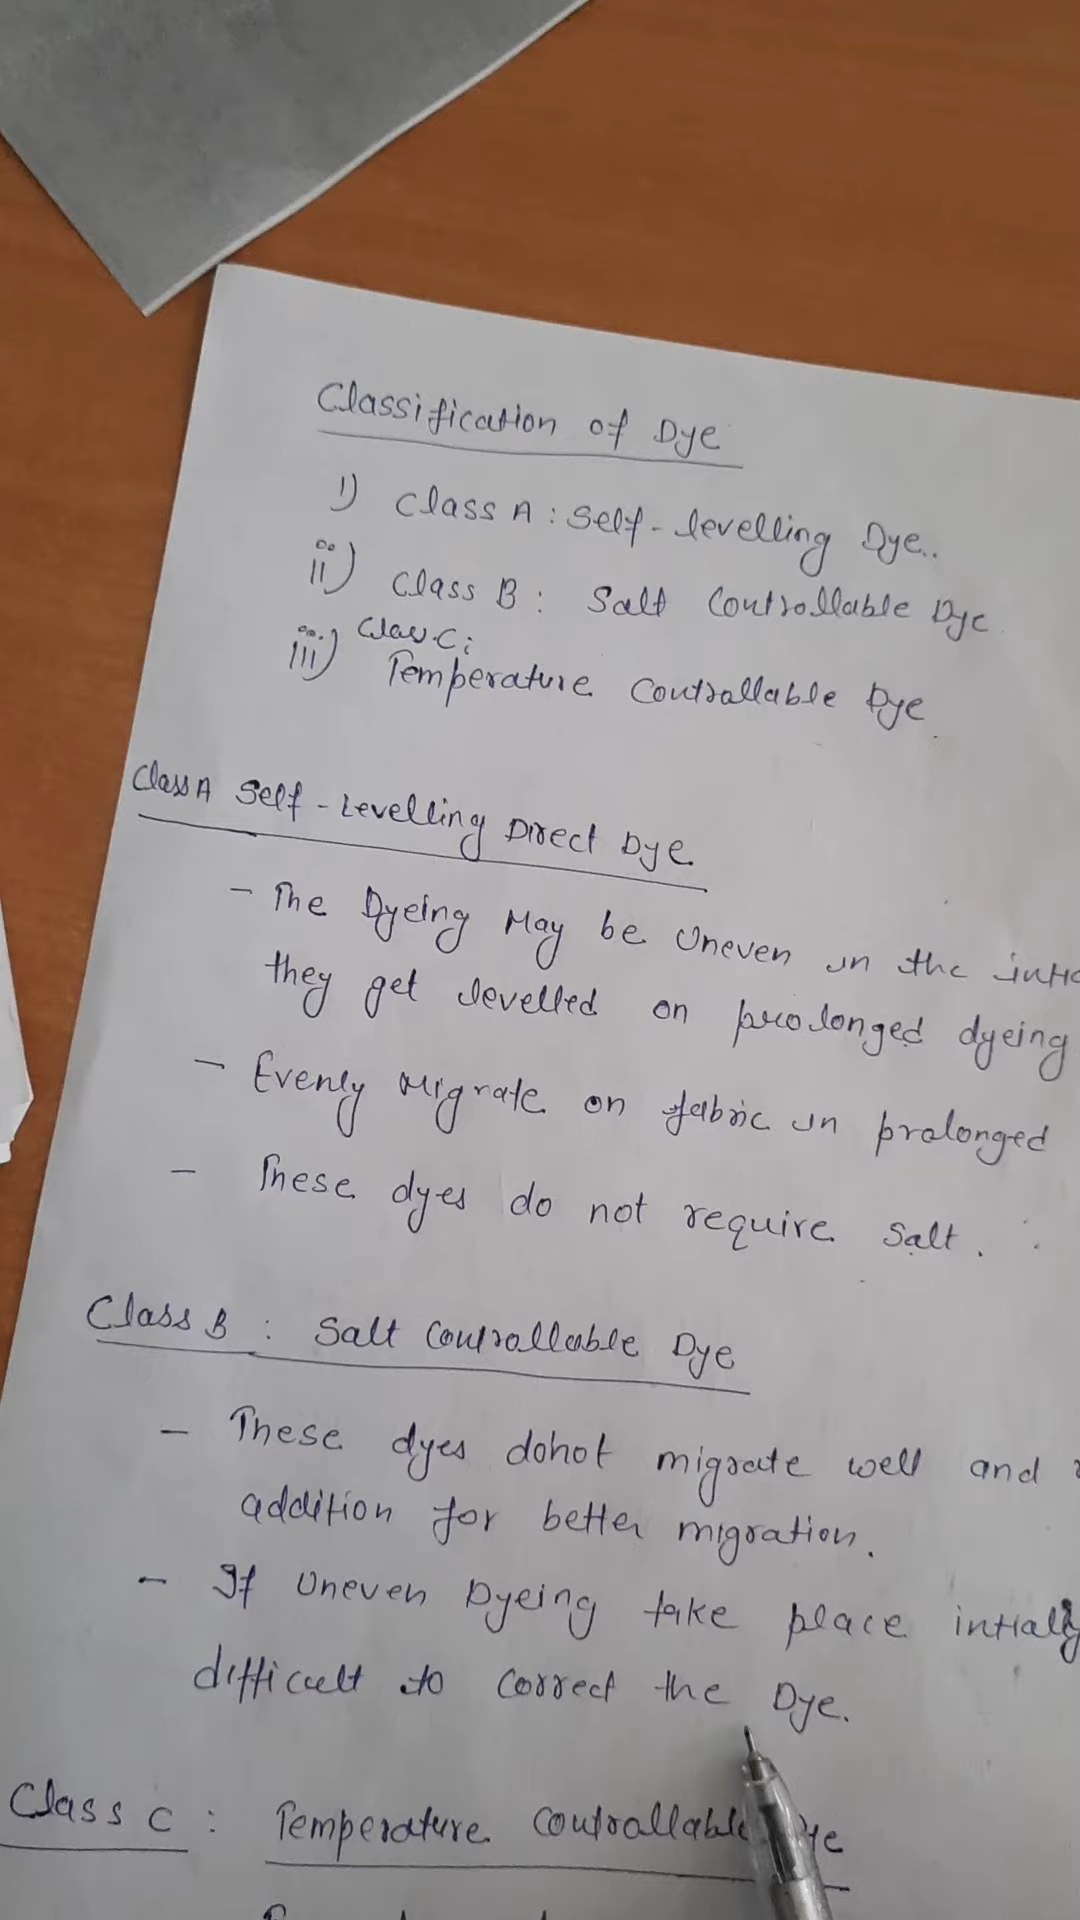 Classification of Dye
i) Class A : Self-levelling Dye..
ii) Class B : Salt Controllable Dye
Class C :
iii) Temperature Controllable Dye
Class A Self-Levelling Direct Dye
- The Dyeing May be Uneven in the
they get levelled on prolonged dyeing
- Evenly Migrate on fabric in prolonged
- These dyes do not require Salt.
Class B : Salt Controllable Dye
- These dyes donot migrate well and
addition for better migration.
- If Uneven Dyeing take place intially
difficult to correct the Dye.
Class C : Temperature Controllable